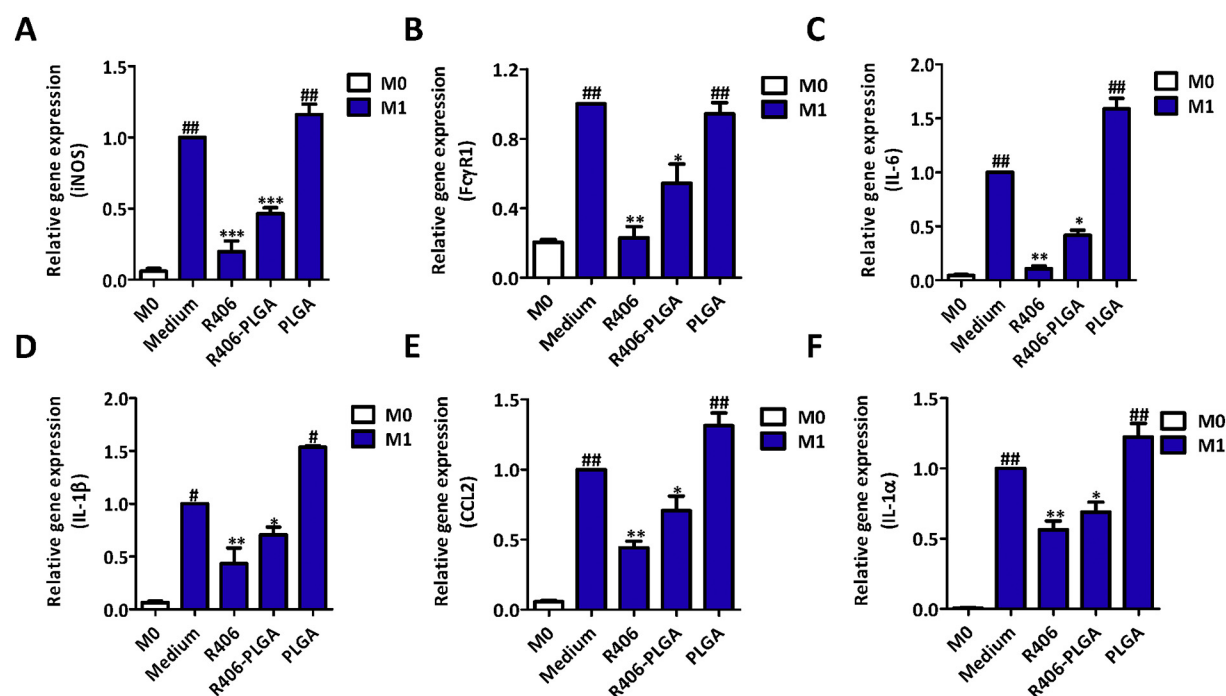 A
Relative gene expression
(iNOS)
1.5
1.0
0.5
0.0
##
***
***
##
M0
Medium
R406
R406-PLGA
PLGA
M0
M1
B
Relative gene expression
(FcγR1)
1.2
0.8
0.4
0.0
##
**
*
##
M0
Medium
R406
R406-PLGA
PLGA
M0
M1
C
Relative gene expression
(IL-6)
2.0
1.5
1.0
0.5
0.0
##
**
*
##
M0
Medium
R406
R406-PLGA
PLGA
M0
M1
D
Relative gene expression
(IL-1β)
2.0
1.5
1.0
0.5
0.0
#
**
*
#
M0
Medium
R406
R406-PLGA
PLGA
M0
M1
E
Relative gene expression
(CCL2)
1.5
1.0
0.5
0.0
##
**
*
##
M0
Medium
R406
R406-PLGA
PLGA
M0
M1
F
Relative gene expression
(IL-1α)
1.5
1.0
0.5
0.0
##
**
*
##
M0
Medium
R406
R406-PLGA
PLGA
M0
M1